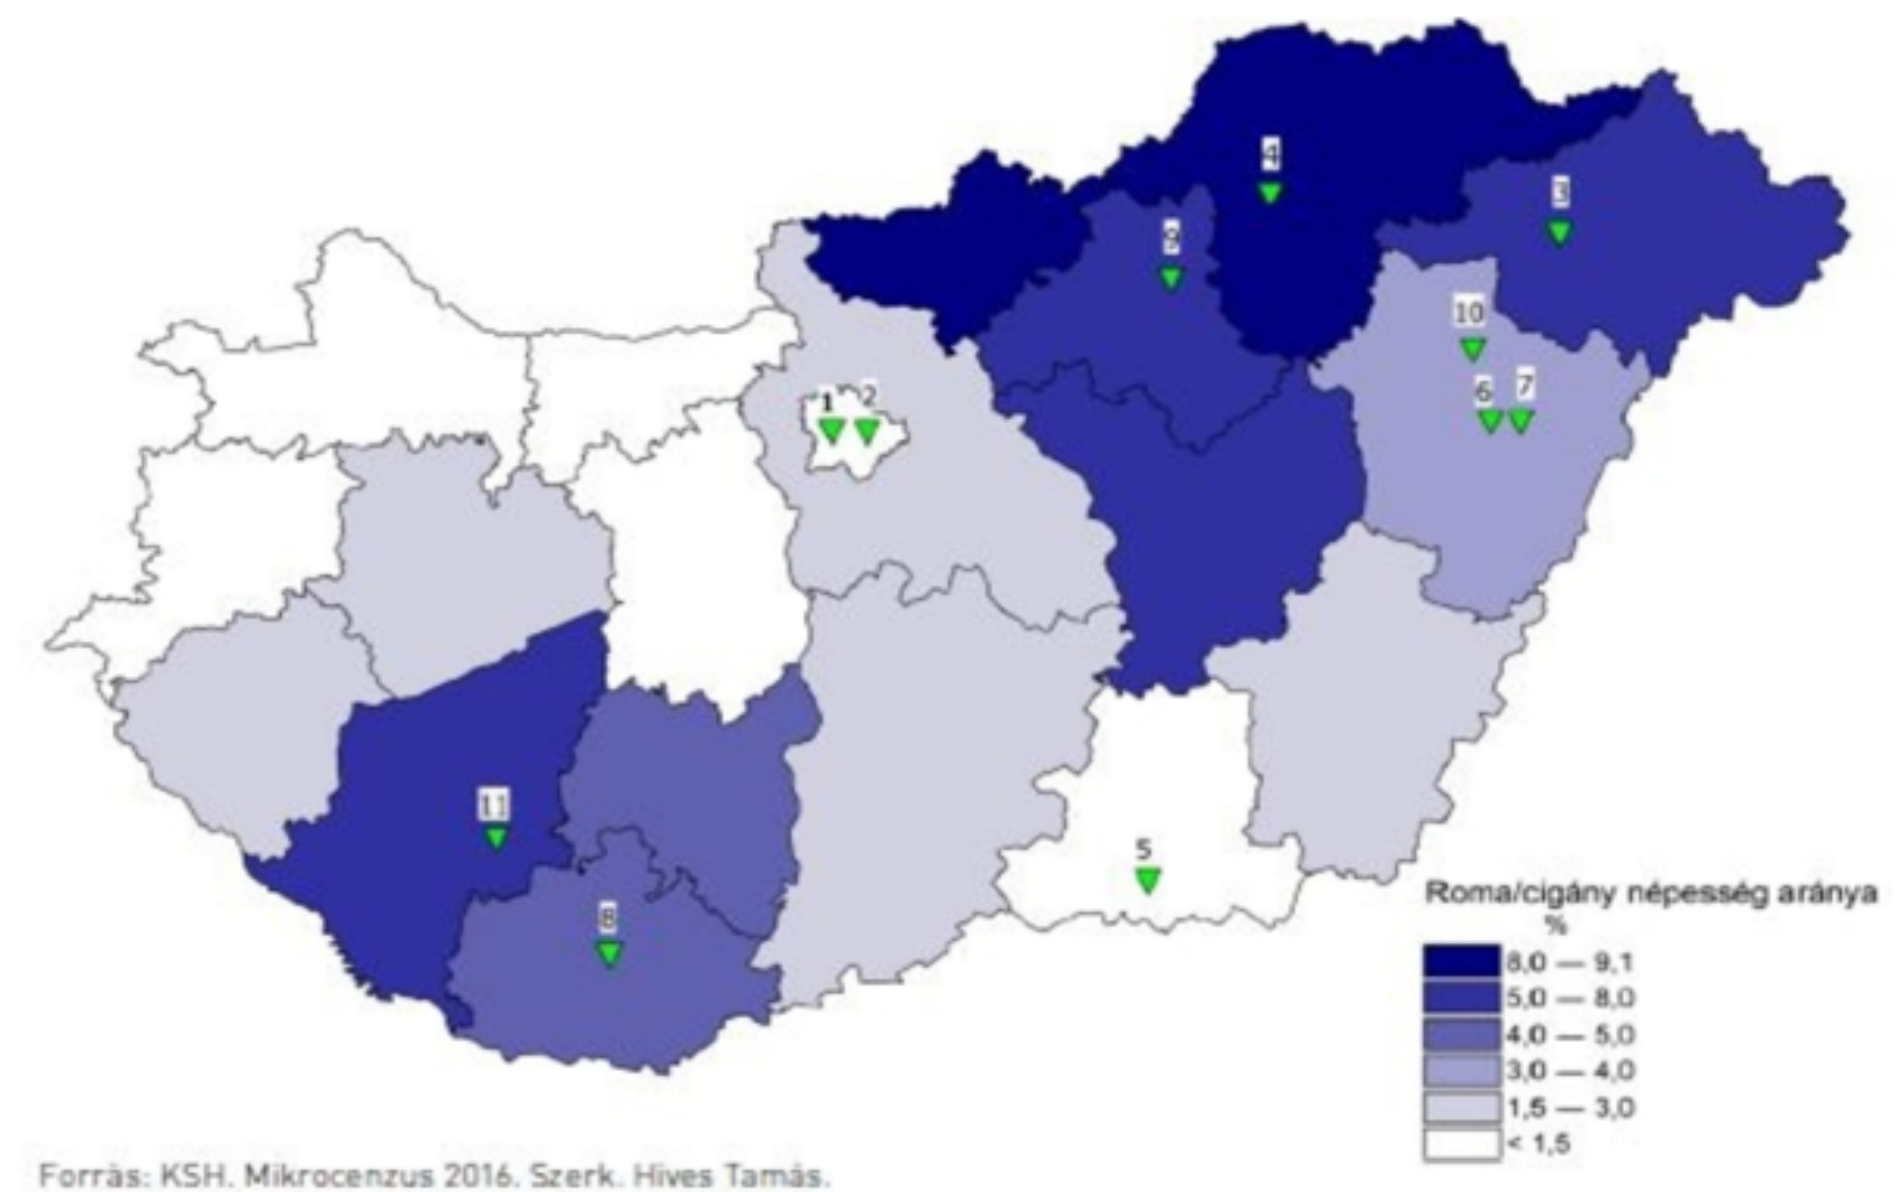 4
3
9
10
1 2
6 7
11
5
8
Roma/cigány népesség aránya
%
8,0 — 9,1
5,0 — 8,0
4,0 — 5,0
3,0 — 4,0
1,5 — 3,0
< 1,5
Forrás: KSH. Mikrocenzus 2016. Szerk. Híves Tamás.